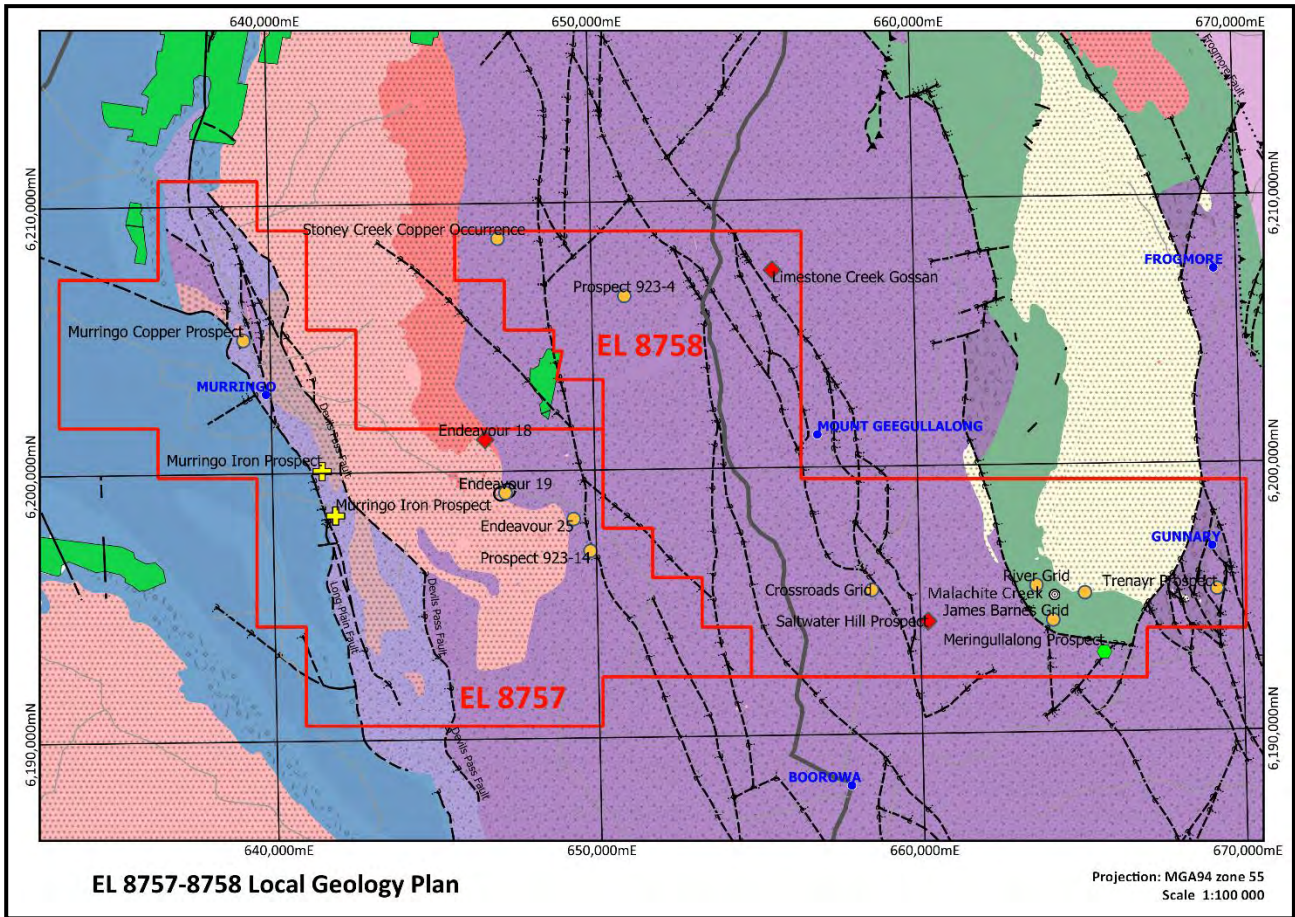 640,000mE
650,000mE
660,000mE
670,000mE
Frogmore Fault
6,210,000mN
6,210,000mN
Stoney Creek Copper Occurrence
FROGMORE
Limestone Creek Gossan
Prospect 923-4
Murringo Copper Prospect
EL 8758
MURRINGO
Devils Pass Fault
MOUNT GEEGULLALONG
Endeavour 18
Murringo Iron Prospect
6,200,000mN
6,200,000mN
Endeavour 19
Murringo Iron Prospect
Endeavour 25
GUNNARY
Prospect 923-14
River Grid
Trenayr Prospect
Crossroads Grid
Malachite Creek
Long Plain Fault
Devils Pass Fault
James Barnes Grid
Saltwater Hill Prospect
Meringullalong Prospect
EL 8757
6,190,000mN
6,190,000mN
Devils Pass Fault
BOOROWA
640,000mE
650,000mE
660,000mE
670,000mE
EL 8757-8758 Local Geology Plan
Projection: MGA94 zone 55
Scale 1:100 000